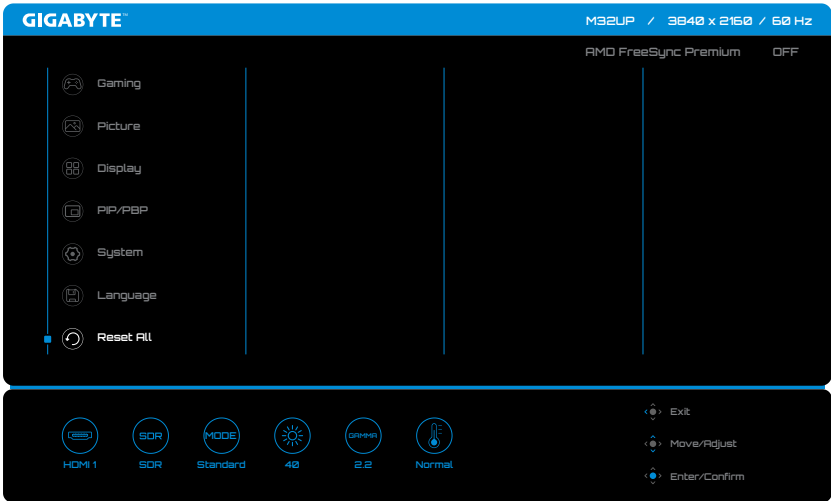 GIGABYTE™
M32UP / 3840 x 2160 / 60 Hz
AMD FreeSync Premium OFF
Gaming
Picture
Display
PIP/PBP
System
Language
Reset All
SDR MODE GAMMA
HDMI 1 SDR Standard 40 2.2 Normal
Exit
Move/Adjust
Enter/Confirm